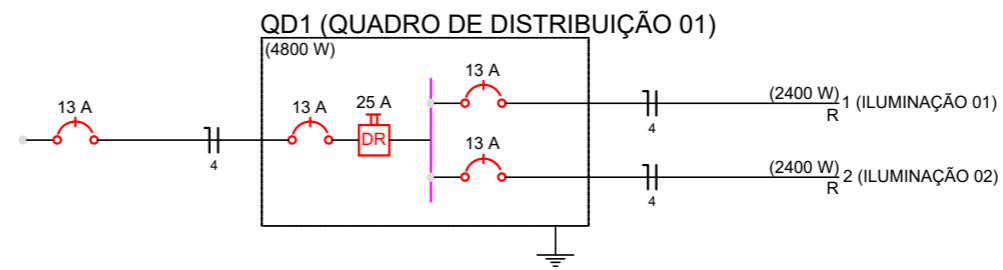 QD1 (QUADRO DE DISTRIBUIÇÃO 01)
(4800 W)
13 A
4
13 A
25 A
DR
13 A
4
(2400 W)
R
1 (ILUMINAÇÃO 01)
13 A
4
(2400 W)
R
2 (ILUMINAÇÃO 02)